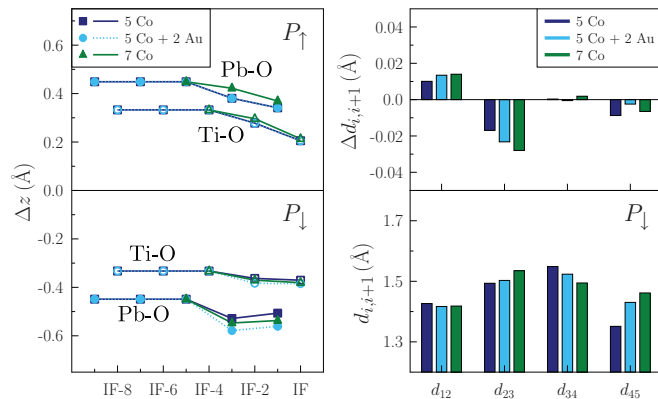 5 Co
5 Co + 2 Au
7 Co
P↑
Pb-O
Ti-O
0.6
0.4
0.2
0.0
-0.2
-0.4
-0.6
Δz (Å)
P↓
Ti-O
Pb-O
IF-8
IF-6
IF-4
IF-2
IF
5 Co
5 Co + 2 Au
7 Co
0.04
0.02
0.00
-0.02
-0.04
Δd_{i,i+1} (Å)
P↓
1.7
1.5
1.3
d_{i,i+1} (Å)
d_{12}
d_{23}
d_{34}
d_{45}